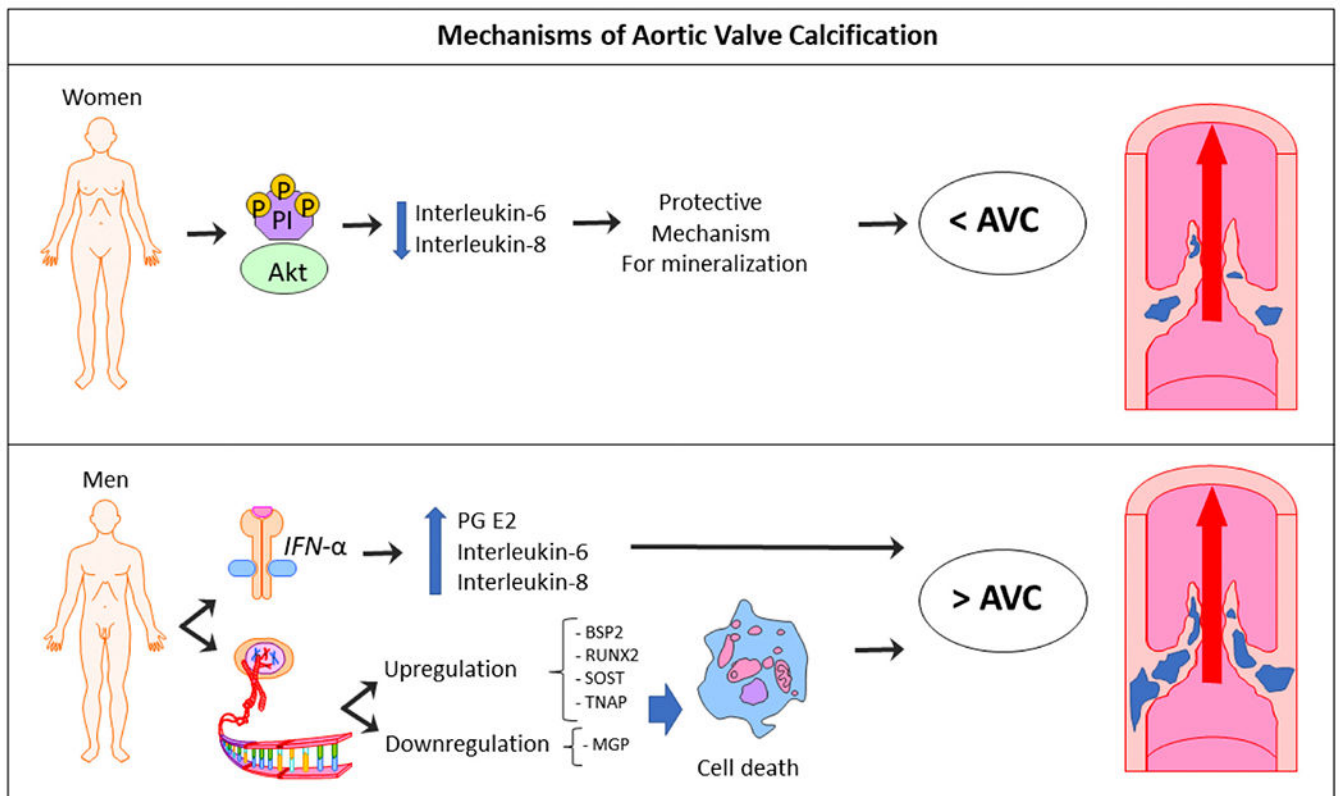 Mechanisms of Aortic Valve Calcification
Women
P
P
P
PI
Akt
Interleukin-6
Interleukin-8
Protective
Mechanism
For mineralization
< AVC
Men
IFN-α
PG E2
Interleukin-6
Interleukin-8
> AVC
Upregulation
- BSP2
- RUNX2
- SOST
- TNAP
Downregulation
- MGP
Cell death